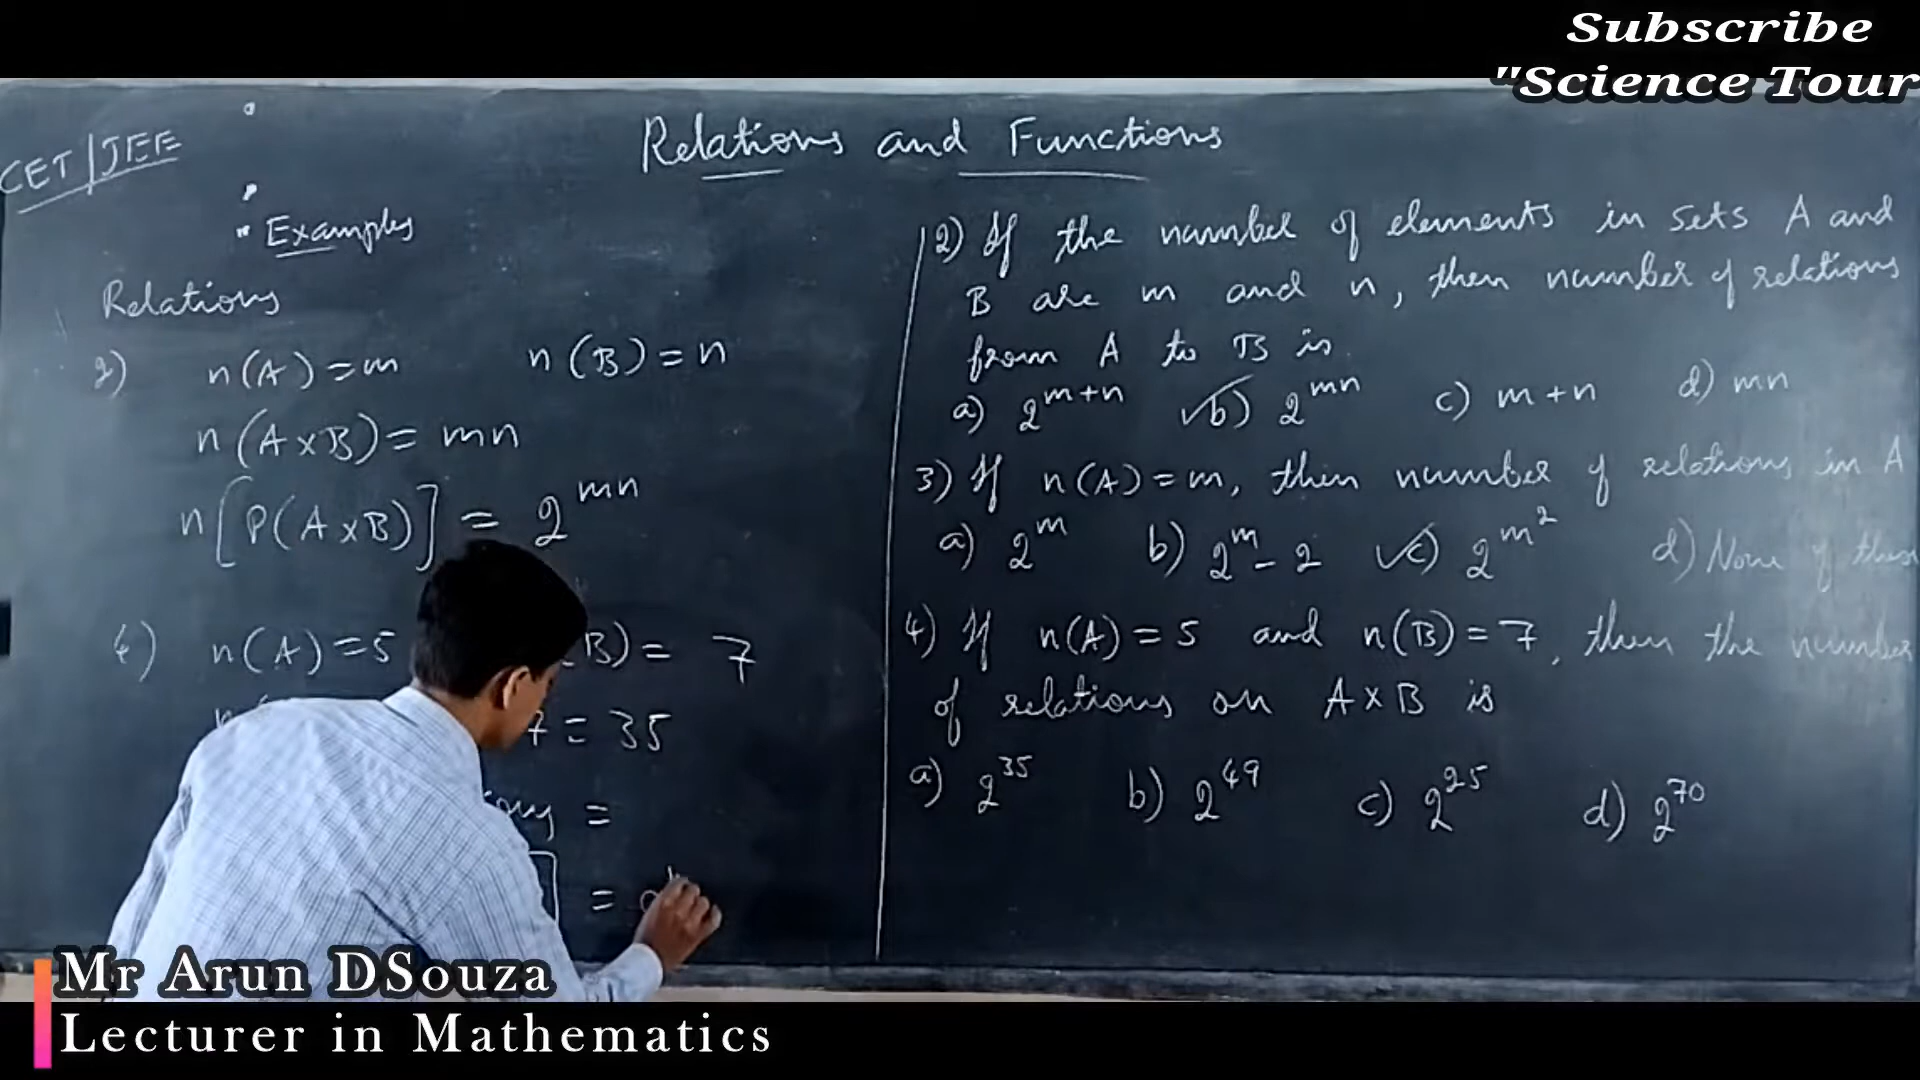 Subscribe
"Science Tour
CET/JEE
Relations and Functions
Examples
Relations
2) n(A)=m n(B)=n
n(A×B)=mn
n[P(A×B)] = 2^mn
4) n(A)=5 B)= 7
7 = 35
=
=
2) If the number of elements in sets A and
B are m and n, then number of relations
from A to B is
a) 2^m+n b) 2^mn c) m+n d) mn
3) If n(A)=m, then number of relations in A
a) 2^m b) 2^m - 2 c) 2^m² d) None of these
4) If n(A)=5 and n(B)=7, then the number
of relations on A×B is
a) 2^35 b) 2^49 c) 2^25 d) 2^70
Mr Arun DSouza
Lecturer in Mathematics